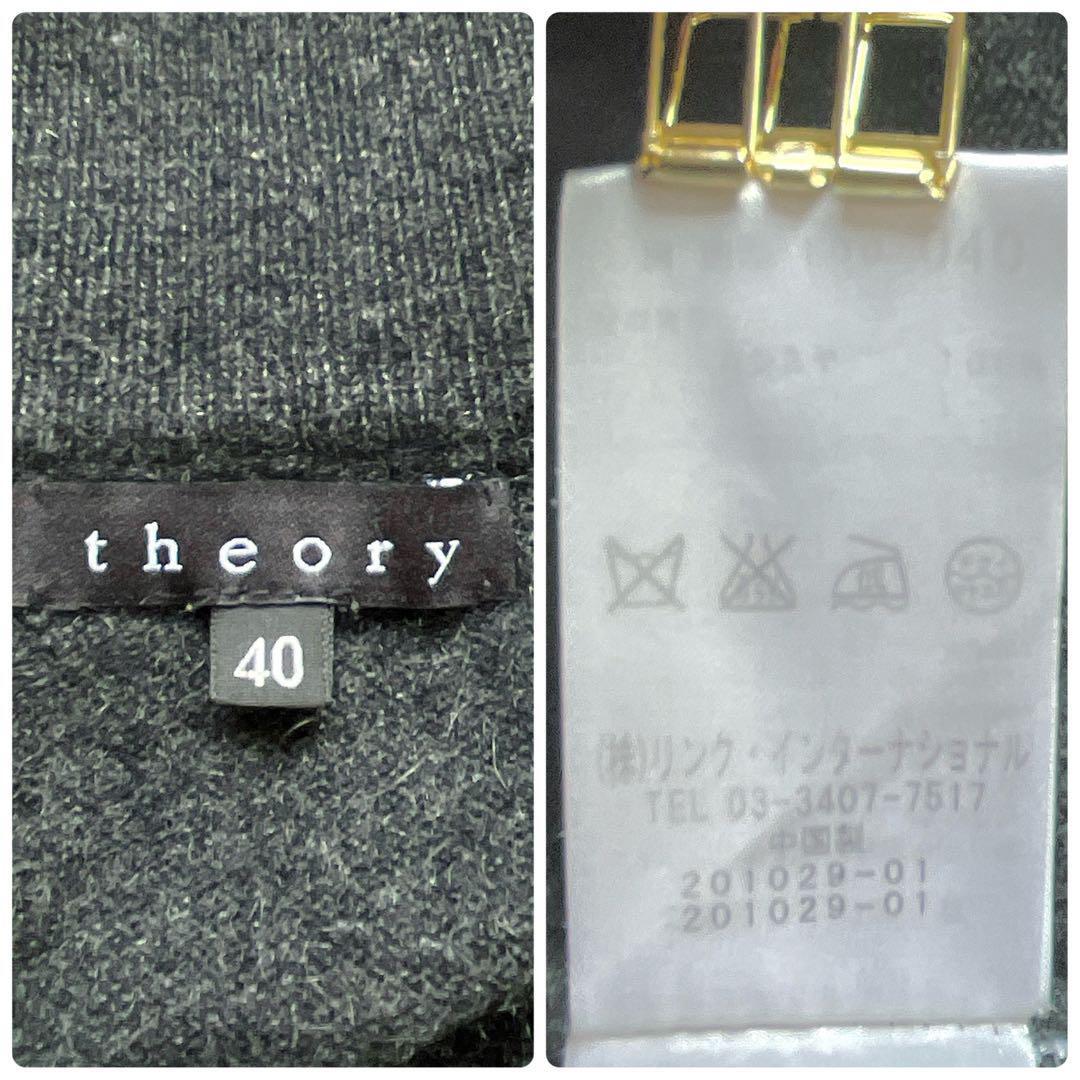 theory
40
(株)リンク・インターナショナル
TEL 03-3407-7517
中国製
201029-01
201029-01